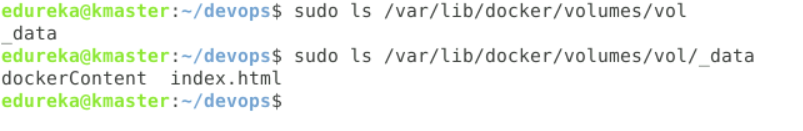 edureka@kmaster:~/devops$ sudo ls /var/lib/docker/volumes/vol
_data
edureka@kmaster:~/devops$ sudo ls /var/lib/docker/volumes/vol/_data
dockerContent  index.html
edureka@kmaster:~/devops$